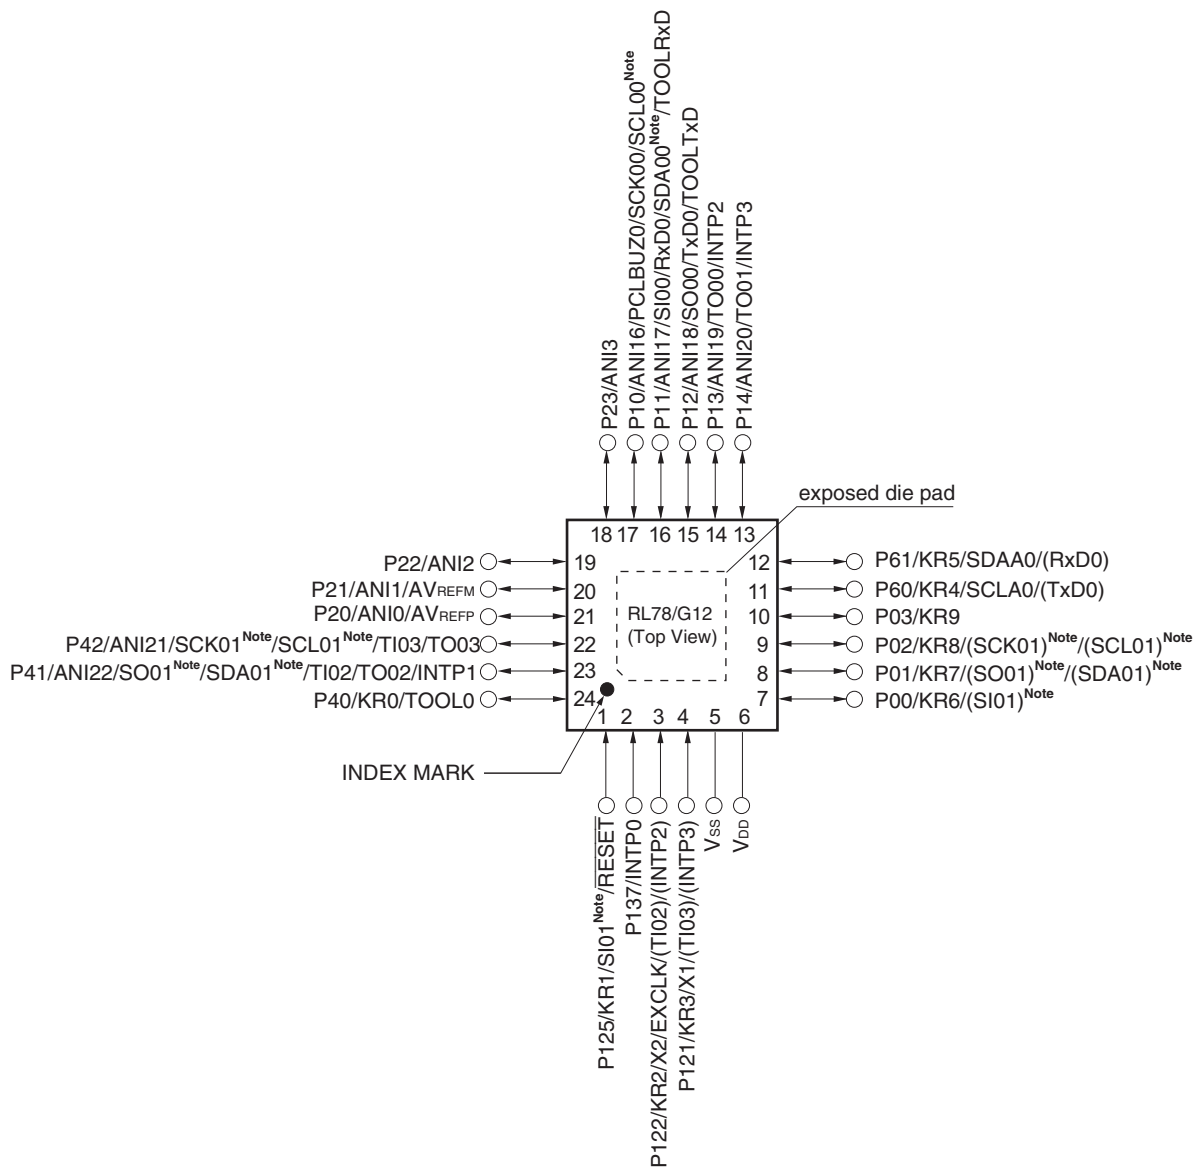 P23/ANI3
P10/ANI16/PCLBUZ0/SCK00/SCL00Note
P11/ANI17/SI00/RxD0/SDA00Note/TOOLRxD
P12/ANI18/SO00/TxD0/TOOLTxD
P13/ANI19/TO00/INTP2
P14/ANI20/TO01/INTP3
exposed die pad
18 17 16 15 14 13
P22/ANI2 19
P21/ANI1/AVREFM 20
P20/ANI0/AVREFP 21
P42/ANI21/SCK01Note/SCL01Note/TI03/TO03 22
P41/ANI22/SO01Note/SDA01Note/TI02/TO02/INTP1 23
P40/KR0/TOOL0 24
RL78/G12
(Top View)
12 P61/KR5/SDAA0/(RxD0)
11 P60/KR4/SCLA0/(TxD0)
10 P03/KR9
9 P02/KR8/(SCK01)Note/(SCL01)Note
8 P01/KR7/(SO01)Note/(SDA01)Note
7 P00/KR6/(SI01)Note
1 2 3 4 5 6
INDEX MARK
P125/KR1/SI01Note/RESET
P137/INTP0
P122/KR2/X2/EXCLK/(TI02)/(INTP2)
P121/KR3/X1/(TI03)/(INTP3)
VSS
VDD